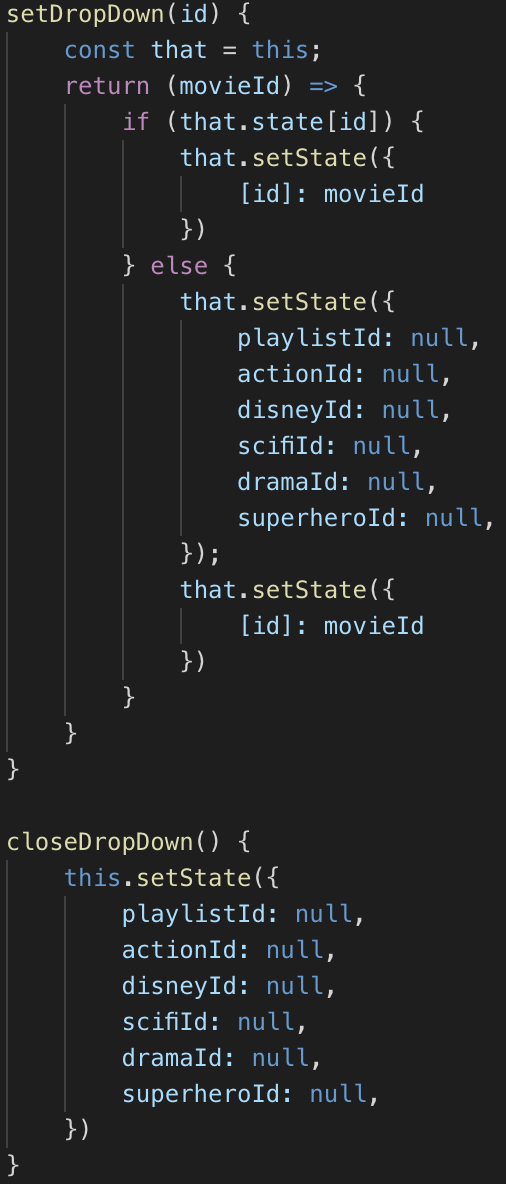 setDropDown(id) {
    const that = this;
    return (movieId) => {
        if (that.state[id]) {
            that.setState({
                [id]: movieId
            })
        } else {
            that.setState({
                playlistId: null,
                actionId: null,
                disneyId: null,
                scifiId: null,
                dramaId: null,
                superheroId: null,
            });
            that.setState({
                [id]: movieId
            })
        }
    }
}

closeDropDown() {
    this.setState({
        playlistId: null,
        actionId: null,
        disneyId: null,
        scifiId: null,
        dramaId: null,
        superheroId: null,
    })
}